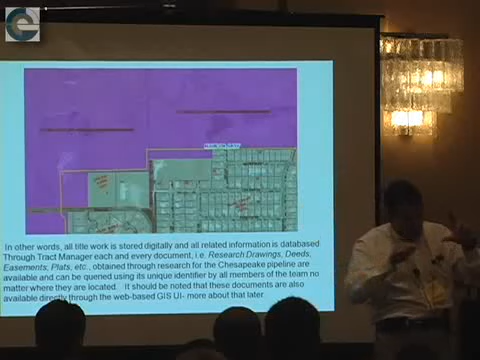 In other words, all title work is stored digitally and all related information is databased
Through Tract Manager each and every document, i.e. Research Drawings, Deeds,
Easements, Plats, etc., obtained through research for the Chesapeake pipeline are
available and can be queried using its unique identifier by all members of the team no
matter where they are located. It should be noted that these documents are also
available directly through the web-based GIS UI- more about that later